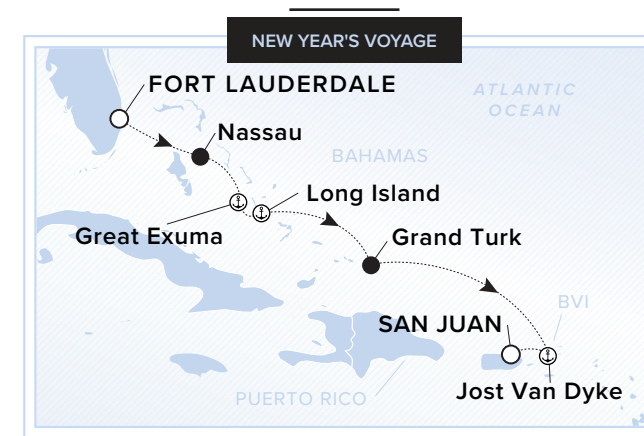 NEW YEAR'S VOYAGE
FORT LAUDERDALE
ATLANTIC
OCEAN
Nassau
BAHAMAS
Long Island
Great Exuma
Grand Turk
BVI
SAN JUAN
Jost Van Dyke
PUERTO RICO